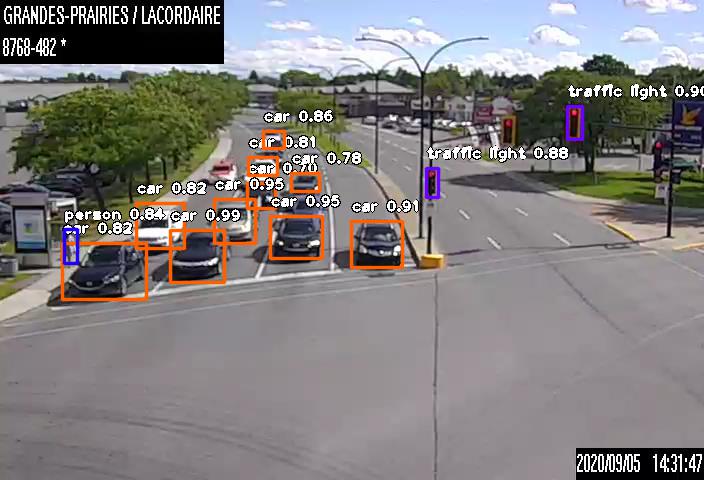 GRANDES-PRAIRIES / LACORDAIRE
8768-482 *
traffic light 0.90
car 0.86
car 0.81
car 0.78
car 0.70
traffic light 0.88
car 0.82
car 0.95
person 0.84
car 0.99
car 0.95
car 0.91
car 0.82
2020/09/05 14:31:47